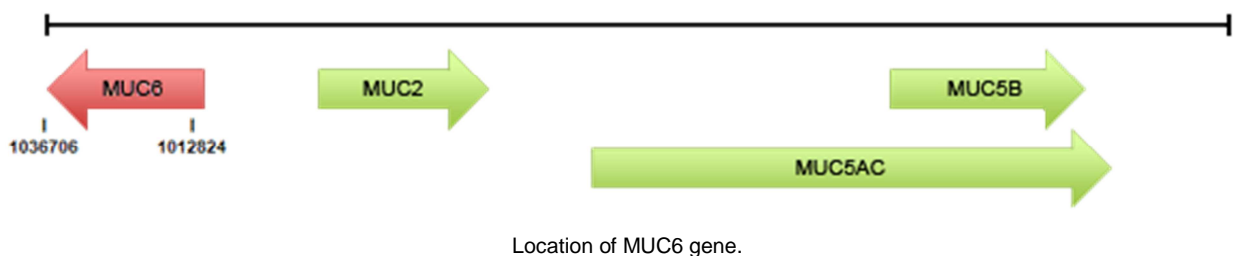 MUC6
MUC2
MUC5B
1036706
1012824
MUC5AC
Location of MUC6 gene.